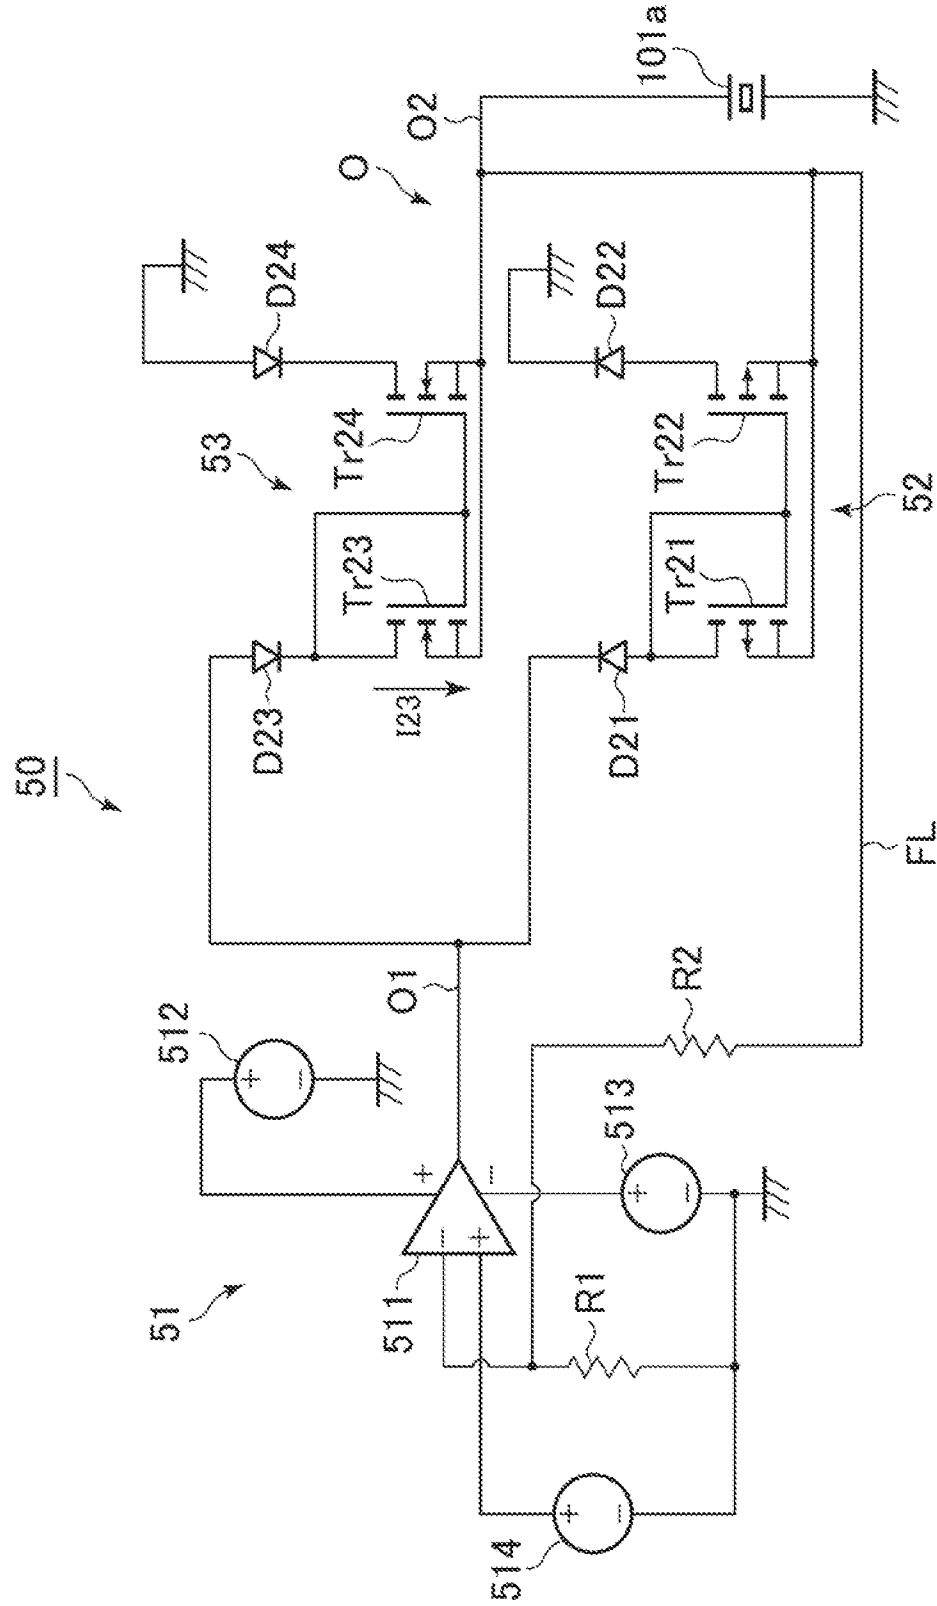 50
51
512
+
−
O1
+
−
511
−
+
514
+
−
R1
513
+
−
R2
FL
53
D23
Tr23
I23
D24
Tr24
O
O2
101a
D21
Tr21
D22
Tr22
52